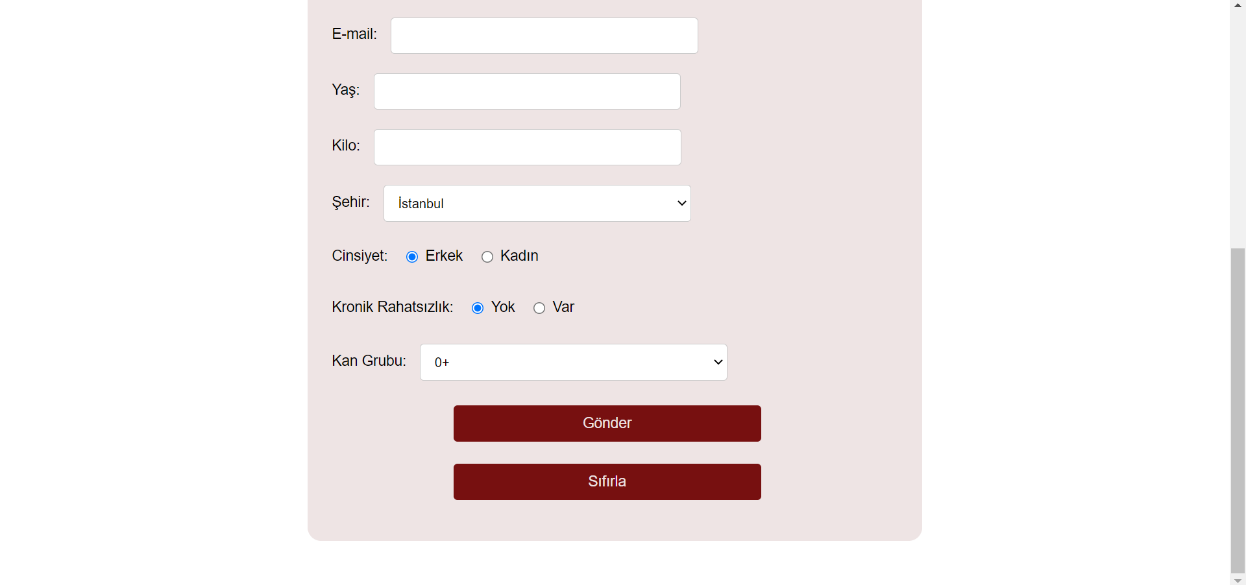 E-mail:
Yaş:
Kilo:
Şehir: İstanbul
Cinsiyet: Erkek Kadın
Kronik Rahatsızlık: Yok Var
Kan Grubu: 0+
Gönder
Sıfırla